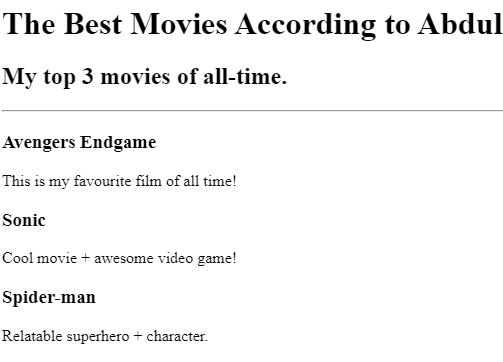 The Best Movies According to Abdul
My top 3 movies of all-time.
Avengers Endgame
This is my favourite film of all time!
Sonic
Cool movie + awesome video game!
Spider-man
Relatable superhero + character.